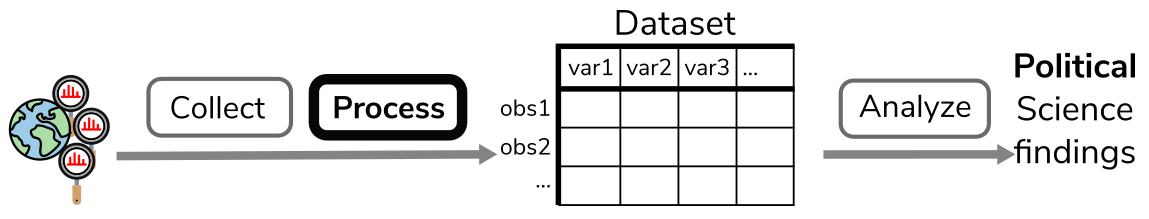 Collect
Process
Dataset
var1 var2 var3 ...
obs1
obs2
...
Analyze
Political
Science
findings